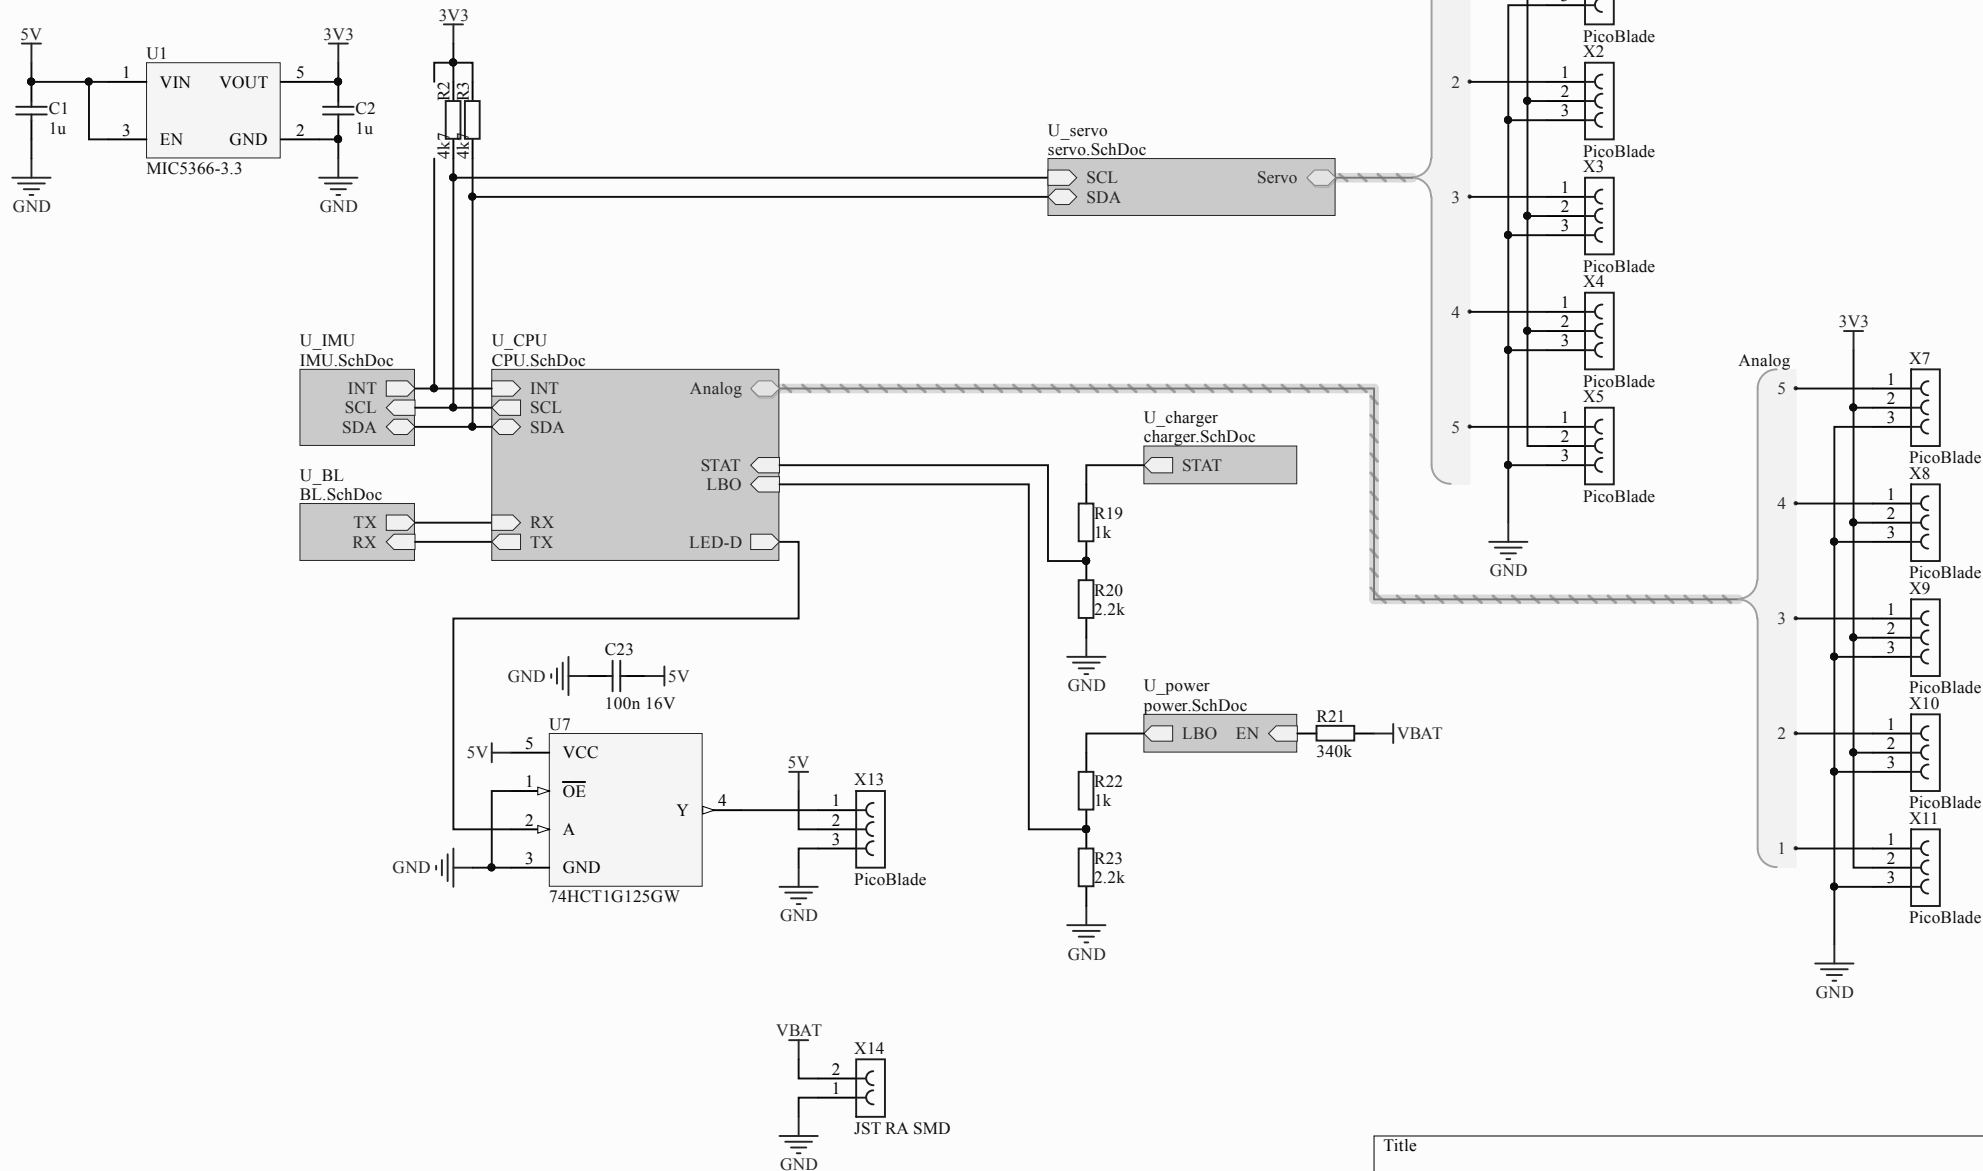 5V
3V3
U1
1
VIN
VOUT
5
3
EN
GND
2
MIC5366-3.3
C1
1u
C2
1u
GND
GND
3V3
R2
R3
4k7
4k7
U_servo
servo.SchDoc
SCL
SDA
Servo
PicoBlade
X2
2
1
2
3
PicoBlade
X3
3
1
2
3
PicoBlade
X4
4
1
2
3
PicoBlade
X5
5
1
2
3
PicoBlade
GND
U_IMU
IMU.SchDoc
INT
SCL
SDA
U_CPU
CPU.SchDoc
INT
SCL
SDA
Analog
STAT
LBO
RX
TX
LED-D
U_BL
BL.SchDoc
TX
RX
U_charger
charger.SchDoc
STAT
R19
1k
R20
2.2k
GND
U_power
power.SchDoc
LBO
EN
R21
340k
VBAT
R22
1k
R23
2.2k
GND
C23
GND
5V
100n 16V
U7
5V
5
VCC
1
OE
2
A
3
GND
GND
Y
4
74HCT1G125GW
5V
X13
1
2
3
PicoBlade
GND
VBAT
X14
2
1
JST RA SMD
GND
3V3
Analog
X7
5
1
2
3
PicoBlade
X8
4
1
2
3
PicoBlade
X9
3
1
2
3
PicoBlade
X10
2
1
2
3
PicoBlade
X11
1
1
2
3
PicoBlade
GND
Title